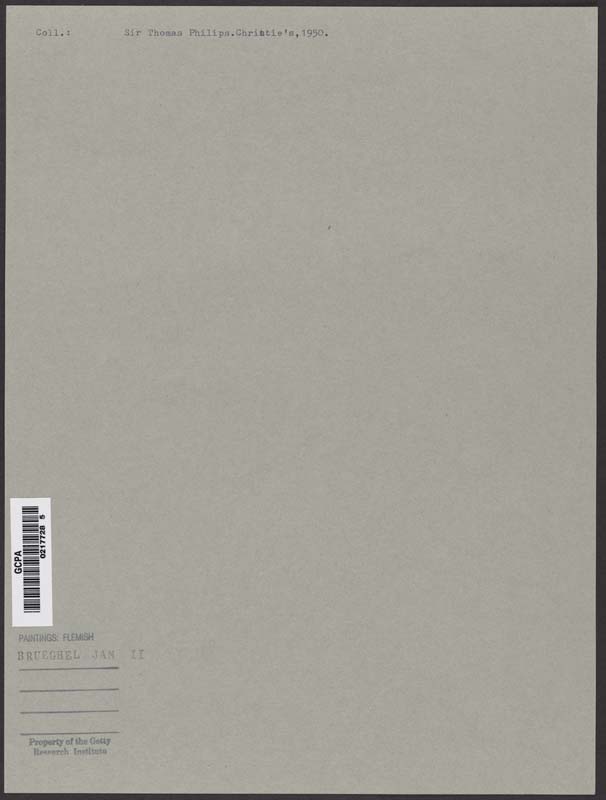 Coll.: Sir Thomas Philips.Christie's,1950.
GCPA
0217728 5
PAINTINGS: FLEMISH
BRUEGHEL JAN II
Property of the Getty
Research Institute